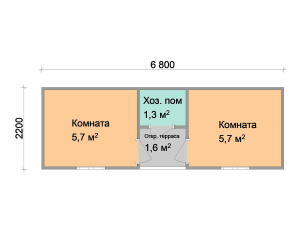 6 800
2200
Комната
5,7 м²
Хоз. пом
1,3 м²
Откр. терраса
1,6 м²
Комната
5,7 м²